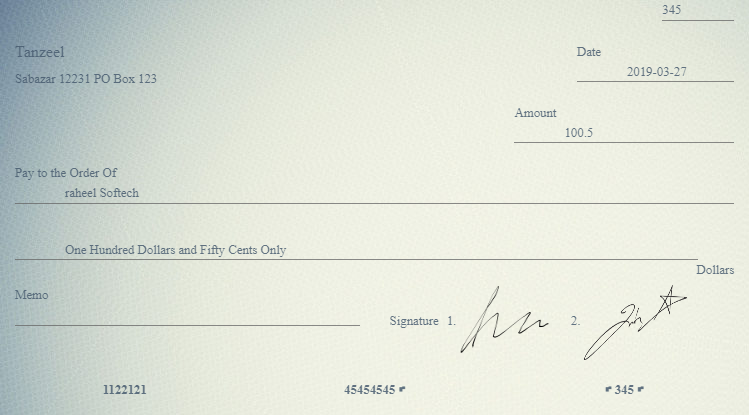 345
Tanzeel
Date
Sabazar 12231 PO Box 123
2019-03-27
Amount
100.5
Pay to the Order Of
raheel Softech
One Hundred Dollars and Fifty Cents Only
Dollars
Memo
Signature 1. 2.
1122121 45454545 ⑈ ⑈ 345 ⑈